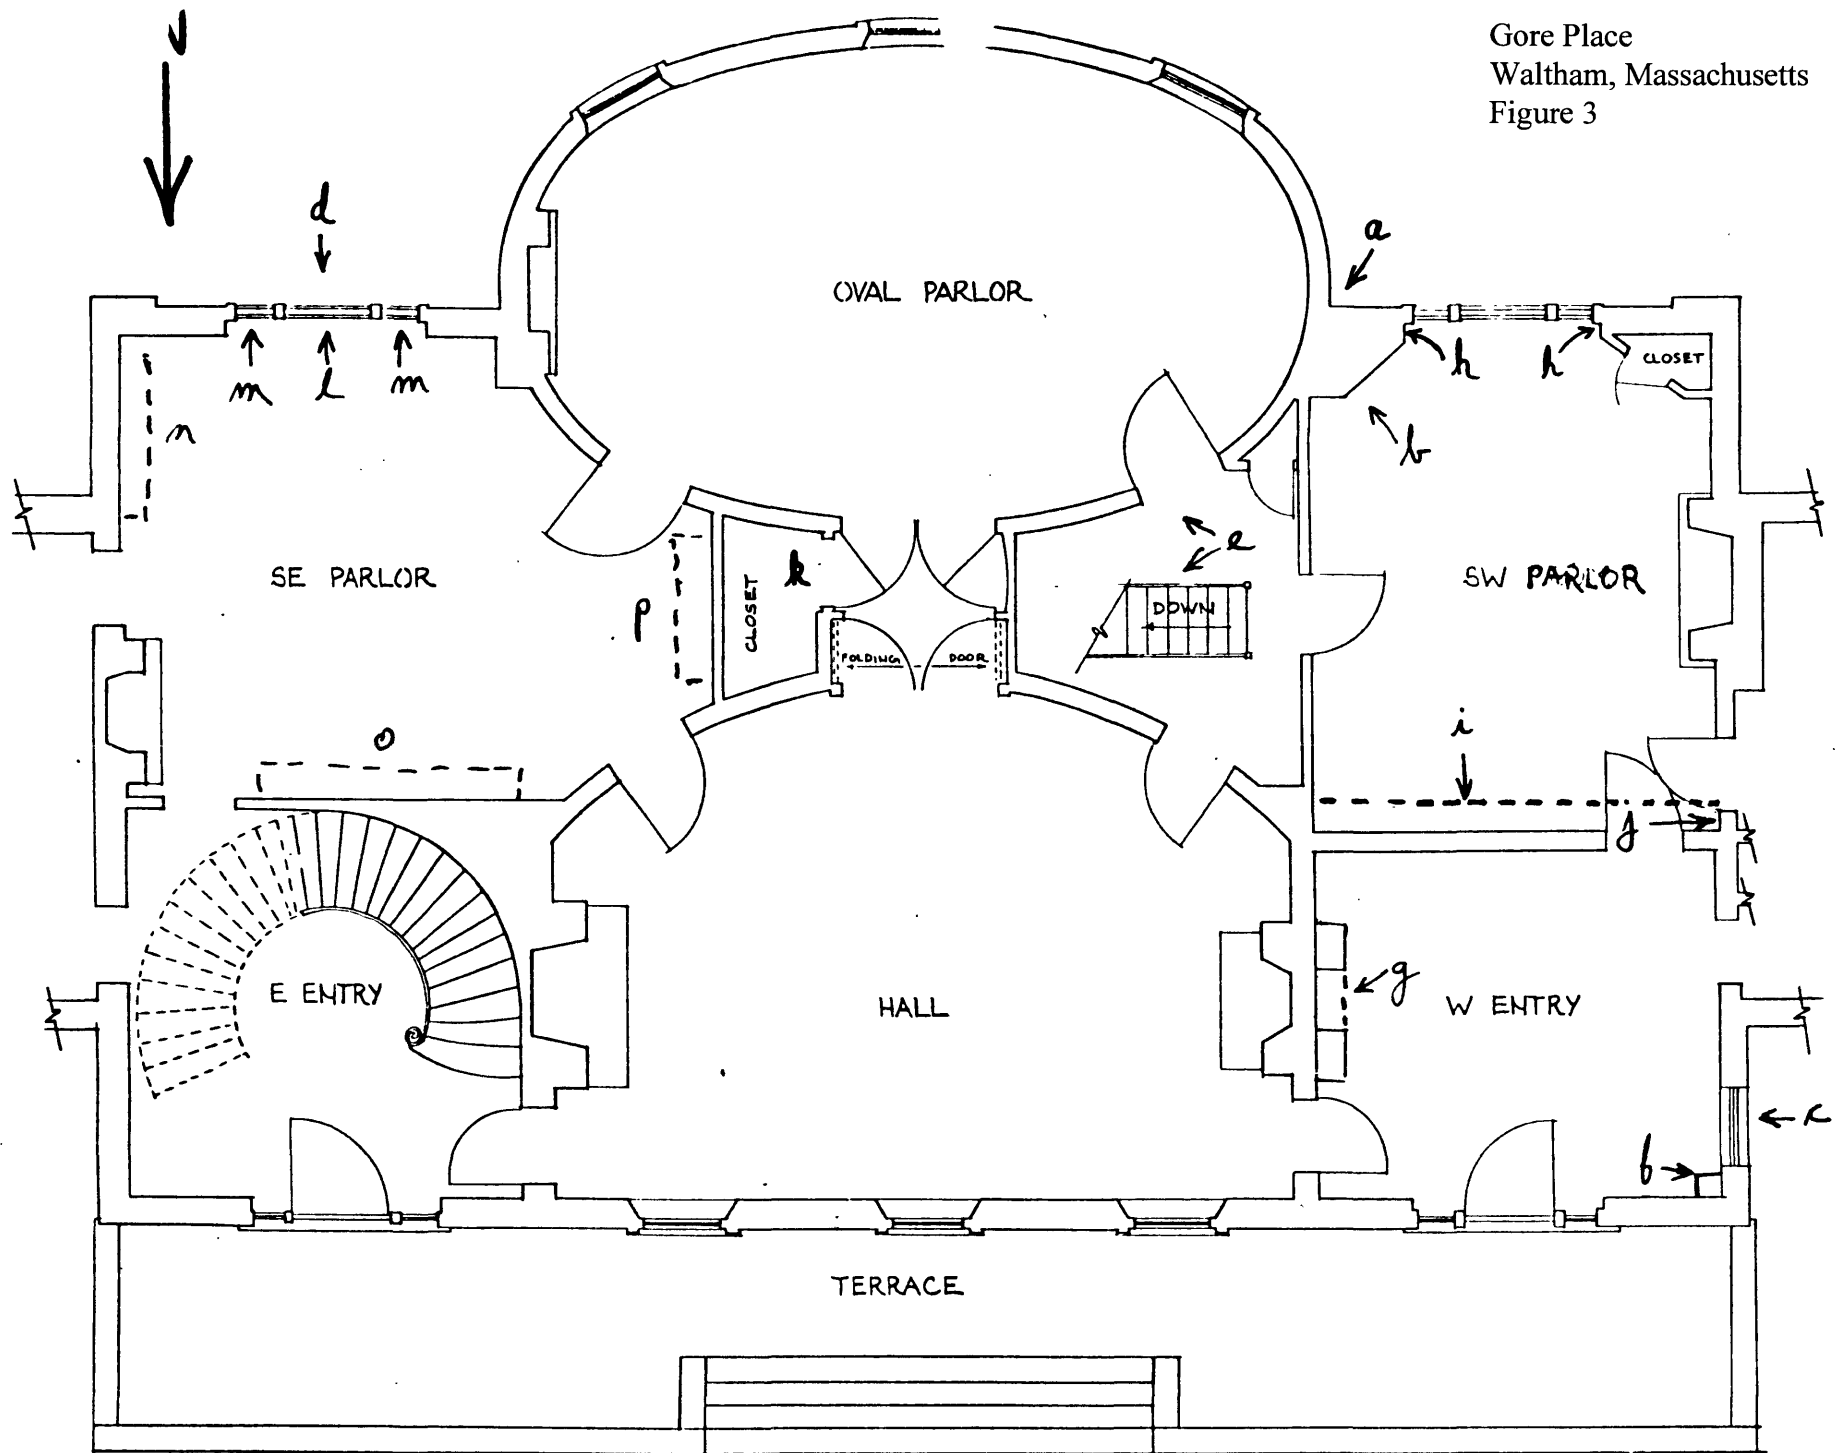 Gore Place
Waltham, Massachusetts
Figure 3
d
a
OVAL PARLOR
h
h
CLOSET
m
l
m
n
b
e
SE PARLOR
k
SW PARLOR
p
CLOSET
DOWN
FOLDING
DOOR
i
o
j
g
E ENTRY
HALL
W ENTRY
c
f
TERRACE